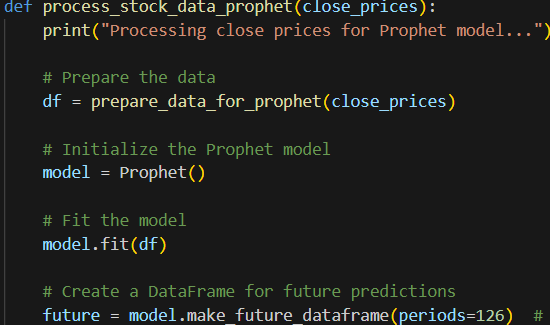 def process_stock_data_prophet(close_prices):
    print("Processing close prices for Prophet model...")
    # Prepare the data
    df = prepare_data_for_prophet(close_prices)
    # Initialize the Prophet model
    model = Prophet()
    # Fit the model
    model.fit(df)
    # Create a DataFrame for future predictions
    future = model.make_future_dataframe(periods=126)  #